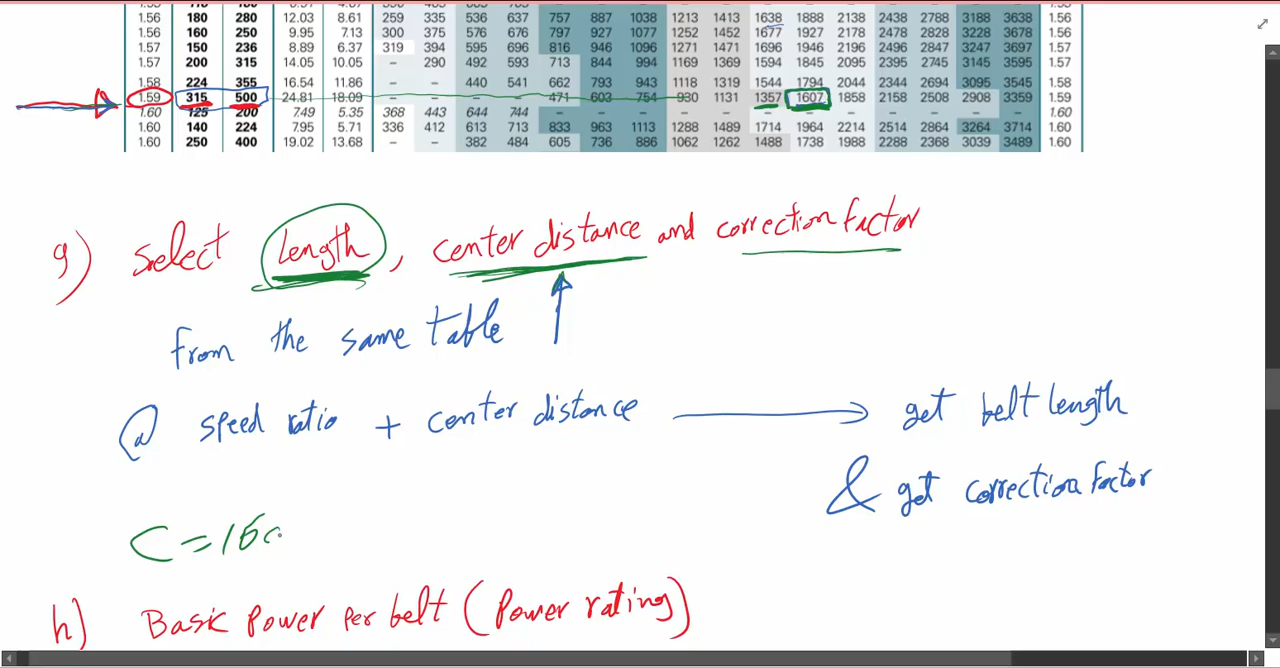 1.56 180 280 12.03 8.61 259 335 536 637 757 887 1038 1213 1413 1638 1888 2138 2438 2788 3188 3638 1.56
1.56 160 250 9.95 7.13 300 375 576 676 797 927 1077 1252 1452 1677 1927 2178 2478 2828 3228 3678 1.56
1.57 150 236 8.89 6.37 319 394 595 696 816 946 1096 1271 1471 1696 1946 2196 2496 2847 3247 3697 1.57
1.57 200 315 14.05 10.05 – 290 492 593 713 844 994 1169 1369 1594 1845 2095 2395 2745 3145 3595 1.57
1.58 224 355 16.54 11.86 – – 440 541 662 793 943 1118 1319 1544 1794 2044 2344 2694 3095 3545 1.58
1.59 315 500 24.81 18.09 – – – – 471 603 754 930 1131 1357 1607 1858 2158 2508 2908 3359 1.59
1.60 125 200 7.49 5.35 368 443 644 744 – – – – – – – – – – – – 1.60
1.60 140 224 7.95 5.71 336 412 613 713 833 963 1113 1288 1489 1714 1964 2214 2514 2864 3264 3714 1.60
1.60 250 400 19.02 13.68 – – 382 484 605 736 886 1062 1262 1488 1738 1988 2288 2368 3039 3489 1.60
g) select length, center distance and correction factor
from the same table
@ speed ratio + center distance get belt length
& get correction factor
C = 160
h) Basic power per belt (Power rating)